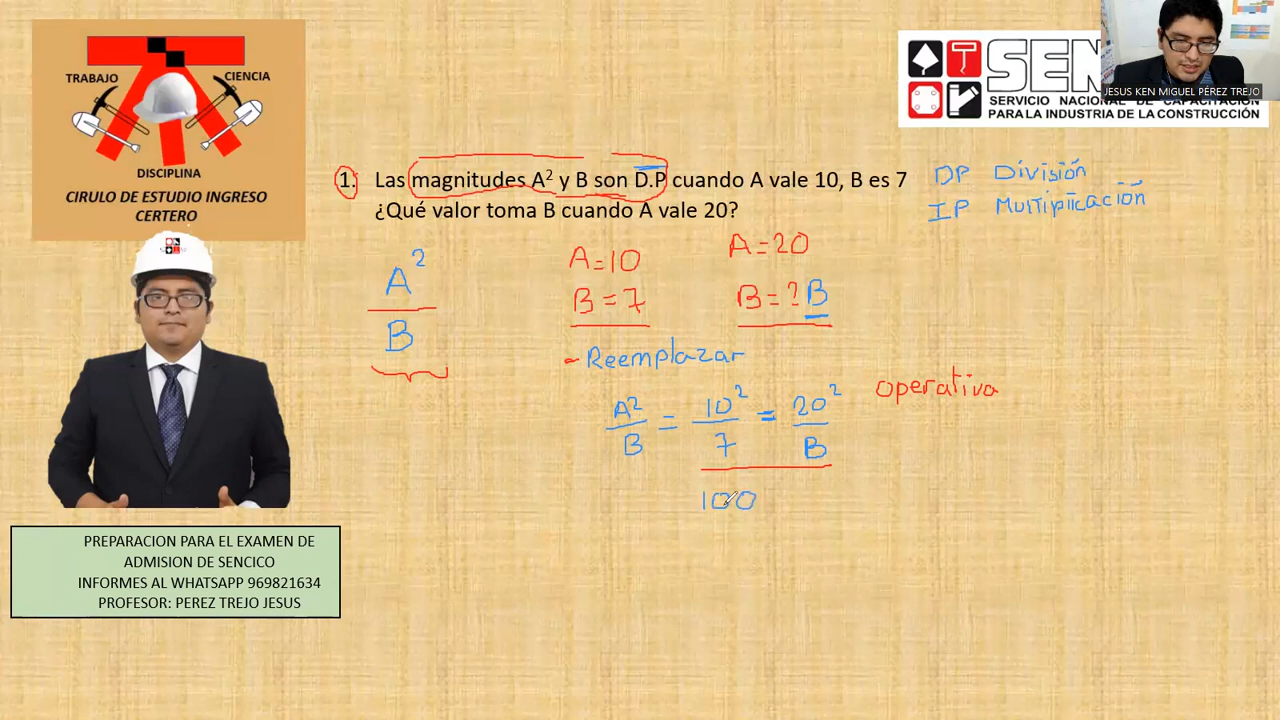 TRABAJO
CIENCIA
DISCIPLINA
CIRULO DE ESTUDIO INGRESO
CERTERO
SEN
SERVICIO NACIONAL DE CAPACITACIÓN
PARA LA INDUSTRIA DE LA CONSTRUCCIÓN
JESUS KEN MIGUEL PÉREZ TREJO
1. Las magnitudes A² y B son D.P cuando A vale 10, B es 7
¿Qué valor toma B cuando A vale 20?
DP División
IP Multiplicación
A²
B
A=10
B=7
A=20
B=? B
- Reemplazar
A²/B = 10²/7 = 20²/B
operativa
100
PREPARACION PARA EL EXAMEN DE
ADMISION DE SENCICO
INFORMES AL WHATSAPP 969821634
PROFESOR: PEREZ TREJO JESUS